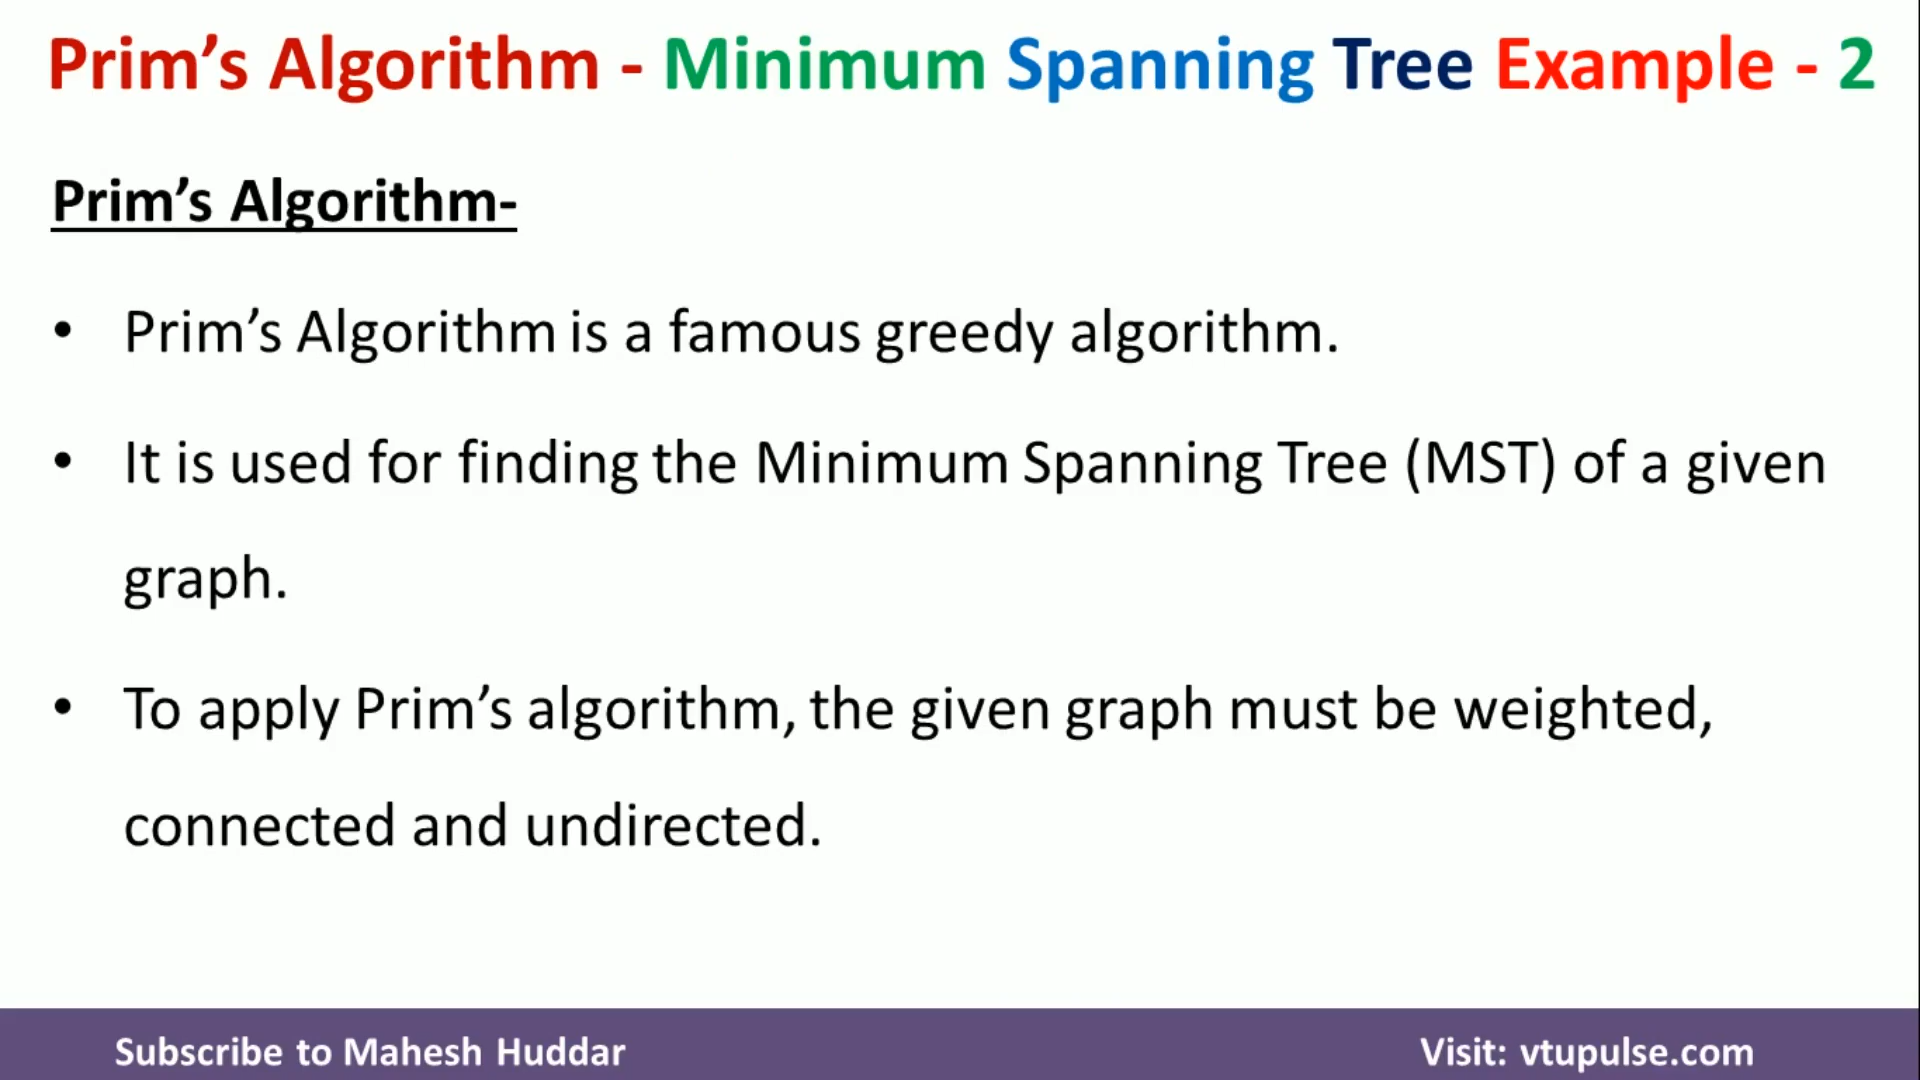 Prim’s Algorithm - Minimum Spanning Tree Example - 2
Prim’s Algorithm-
• Prim’s Algorithm is a famous greedy algorithm.
• It is used for finding the Minimum Spanning Tree (MST) of a given
graph.
• To apply Prim’s algorithm, the given graph must be weighted,
connected and undirected.
Subscribe to Mahesh Huddar
Visit: vtupulse.com